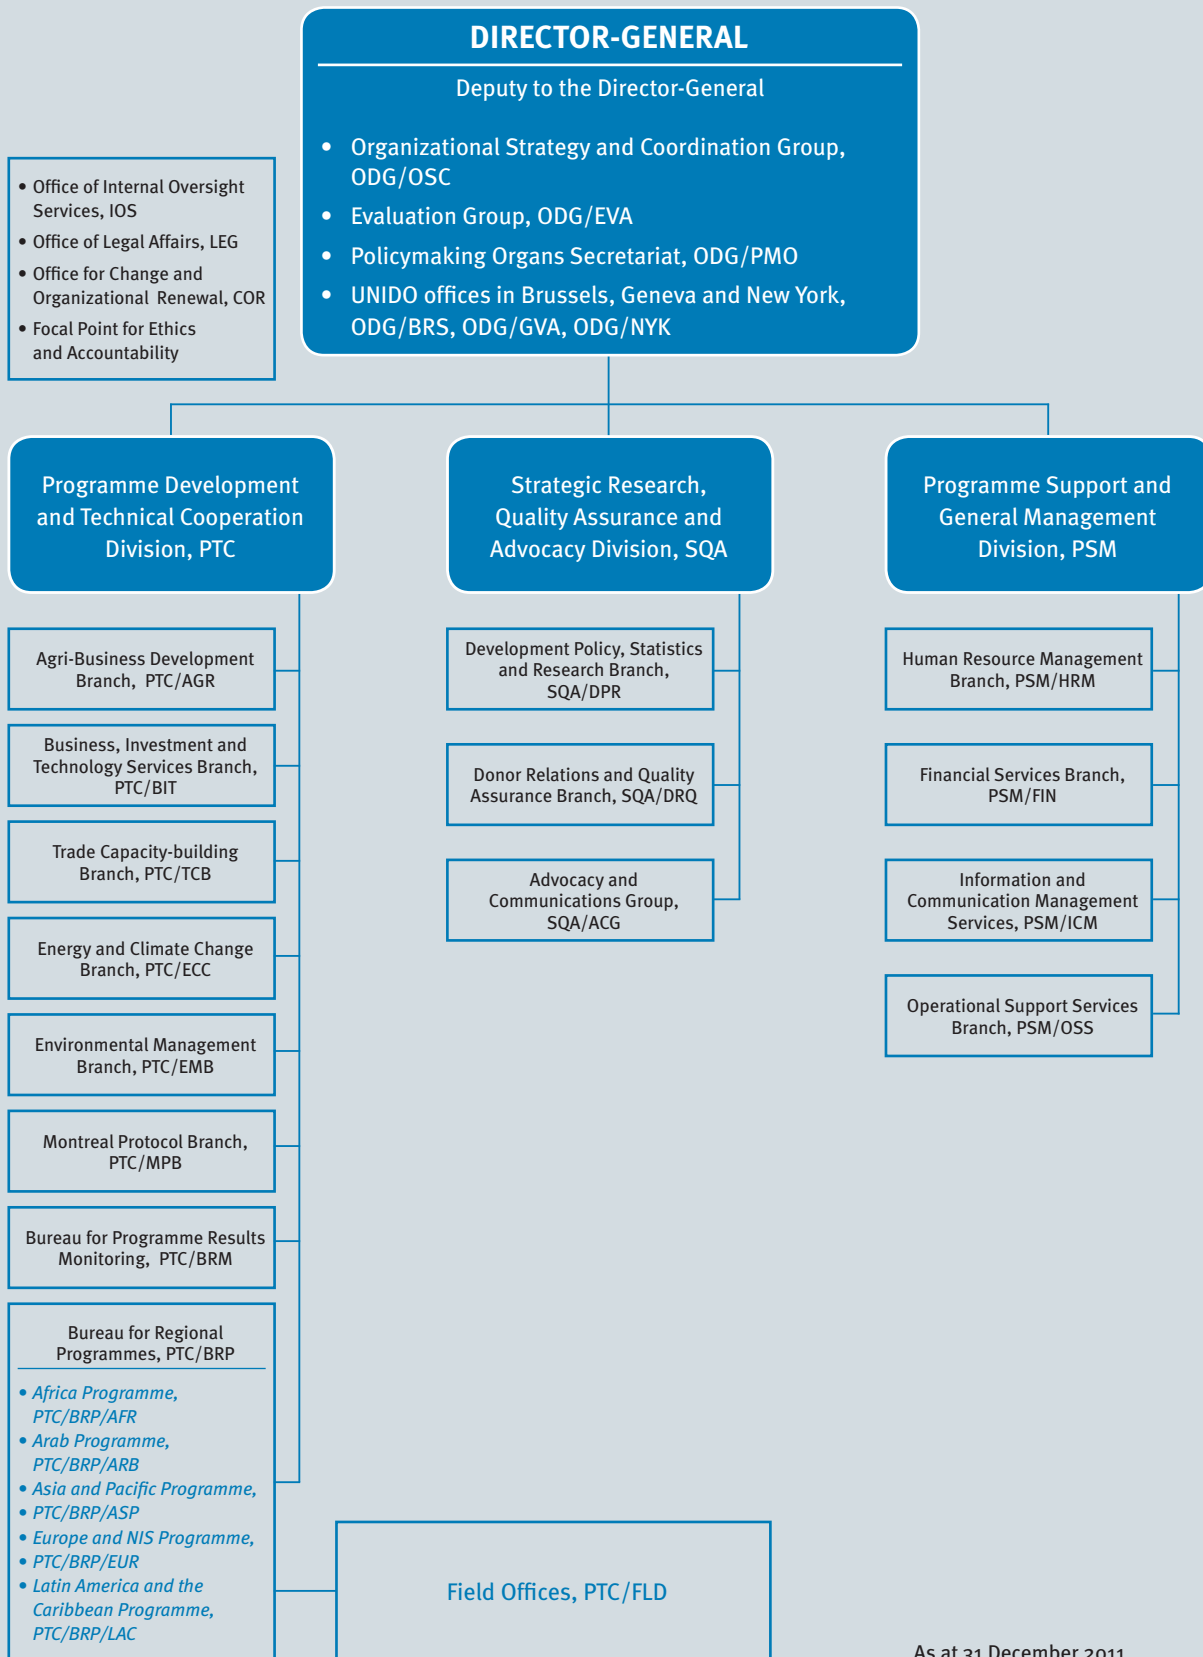 DIRECTOR-GENERAL
Deputy to the Director-General
• Organizational Strategy and Coordination Group,
ODG/OSC
• Evaluation Group, ODG/EVA
• Policymaking Organs Secretariat, ODG/PMO
• UNIDO offices in Brussels, Geneva and New York,
ODG/BRS, ODG/GVA, ODG/NYK
• Office of Internal Oversight
Services, IOS
• Office of Legal Affairs, LEG
• Office for Change and
Organizational Renewal, COR
• Focal Point for Ethics
and Accountability
Programme Development
and Technical Cooperation
Division, PTC
Strategic Research,
Quality Assurance and
Advocacy Division, SQA
Programme Support and
General Management
Division, PSM
Agri-Business Development
Branch, PTC/AGR
Business, Investment and
Technology Services Branch,
PTC/BIT
Trade Capacity-building
Branch, PTC/TCB
Energy and Climate Change
Branch, PTC/ECC
Environmental Management
Branch, PTC/EMB
Montreal Protocol Branch,
PTC/MPB
Bureau for Programme Results
Monitoring, PTC/BRM
Bureau for Regional
Programmes, PTC/BRP
• Africa Programme,
PTC/BRP/AFR
• Arab Programme,
PTC/BRP/ARB
• Asia and Pacific Programme,
• PTC/BRP/ASP
• Europe and NIS Programme,
• PTC/BRP/EUR
• Latin America and the
Caribbean Programme,
PTC/BRP/LAC
Development Policy, Statistics
and Research Branch,
SQA/DPR
Donor Relations and Quality
Assurance Branch, SQA/DRQ
Advocacy and
Communications Group,
SQA/ACG
Human Resource Management
Branch, PSM/HRM
Financial Services Branch,
PSM/FIN
Information and
Communication Management
Services, PSM/ICM
Operational Support Services
Branch, PSM/OSS
Field Offices, PTC/FLD
As at 31 December 2011